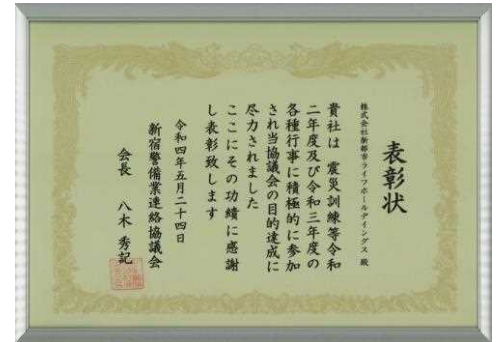 表彰状
株式会社新都市ライフホールディングス 殿
貴社は 震災訓練等令和
二年度及び令和三年度の
各種行事に積極的に参加
され当協議会の目的達成に
尽力されました
ここにその功績に感謝
し表彰致します
令和四年五月二十四日
新宿警備業連絡協議会
会長 八木 秀記